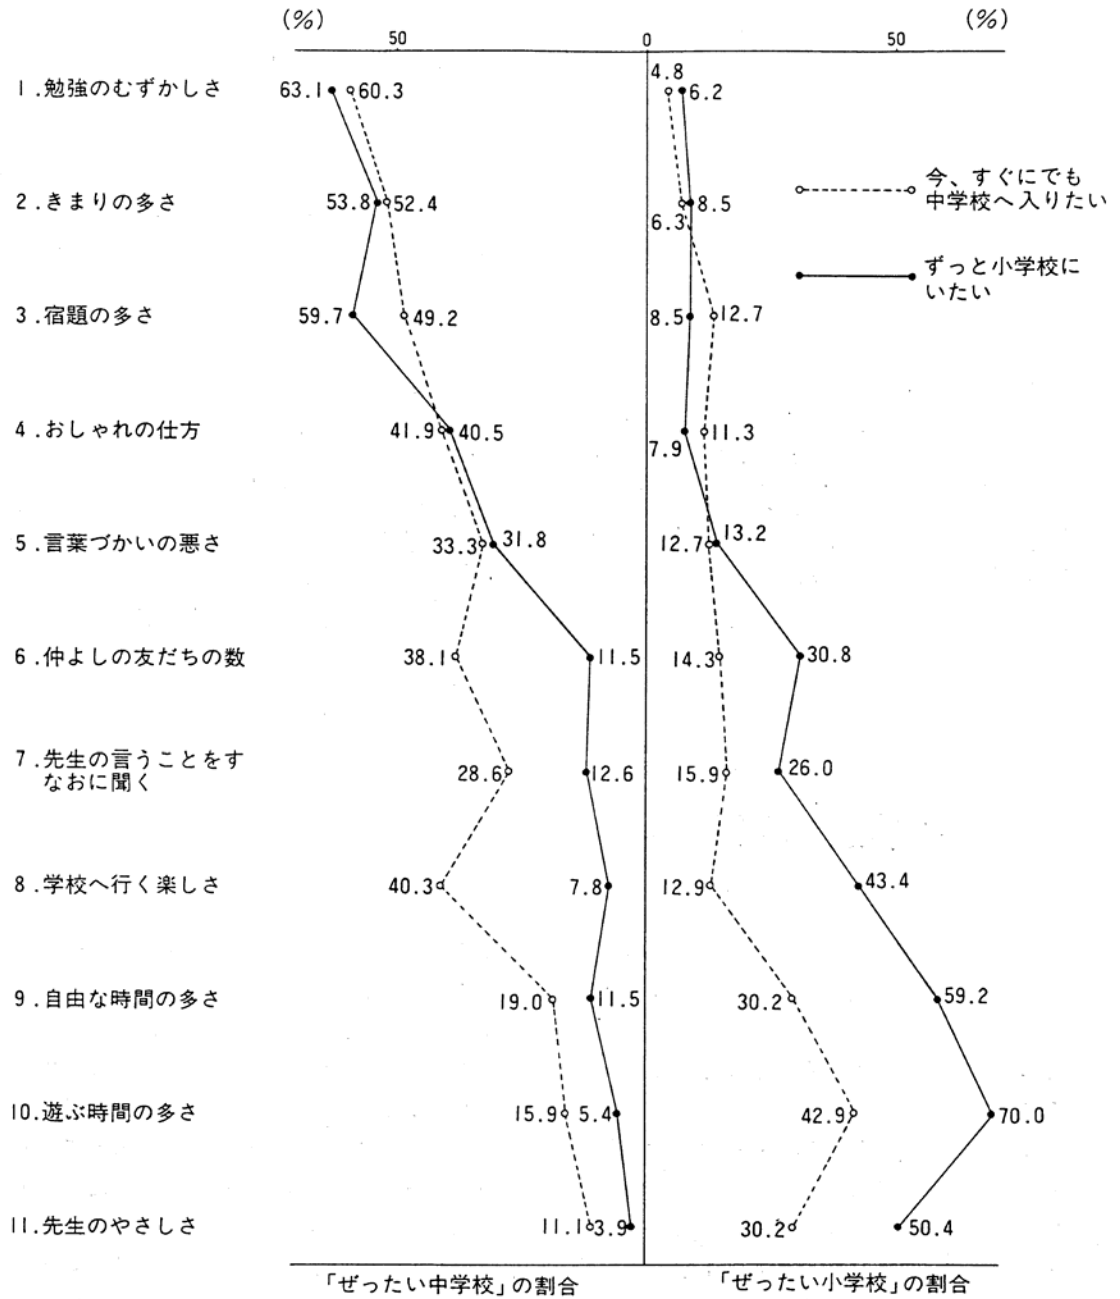 (%) (%)
50 0 50
4.8
1.勉強のむずかしさ 63.1 60.3 6.2
今、すぐにでも
中学校へ入りたい
2.きまりの多さ 53.8 52.4 6.3 8.5
ずっと小学校に
いたい
3.宿題の多さ 59.7 49.2 8.5 12.7
4.おしゃれの仕方 41.9 40.5 7.9 11.3
5.言葉づかいの悪さ 33.3 31.8 12.7 13.2
6.仲よしの友だちの数 38.1 11.5 14.3 30.8
7.先生の言うことをす
なおに聞く 28.6 12.6 15.9 26.0
8.学校へ行く楽しさ 40.3 7.8 12.9 43.4
9.自由な時間の多さ 19.0 11.5 30.2 59.2
10.遊ぶ時間の多さ 15.9 5.4 42.9 70.0
11.先生のやさしさ 11.1 3.9 30.2 50.4
「ぜったい中学校」の割合 「ぜったい小学校」の割合